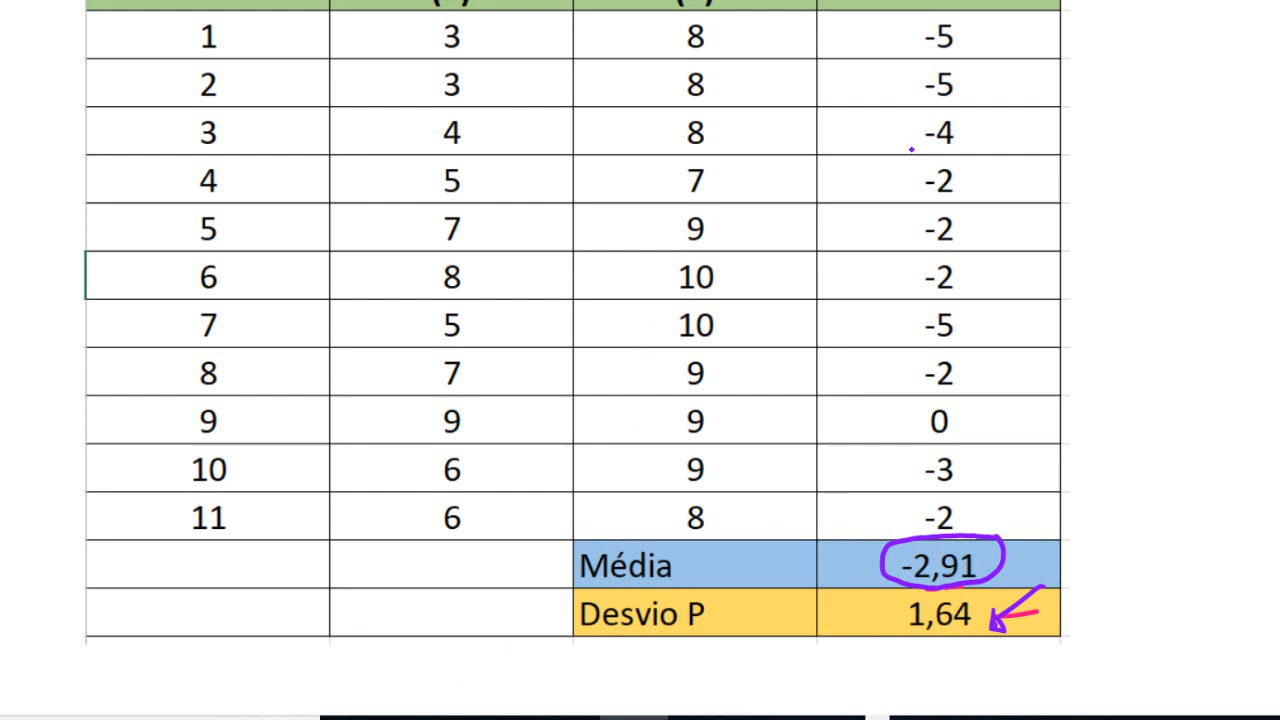 1 3 8 -5
2 3 8 -5
3 4 8 -4
4 5 7 -2
5 7 9 -2
6 8 10 -2
7 5 10 -5
8 7 9 -2
9 9 9 0
10 6 9 -3
11 6 8 -2
Média -2,91
Desvio P 1,64